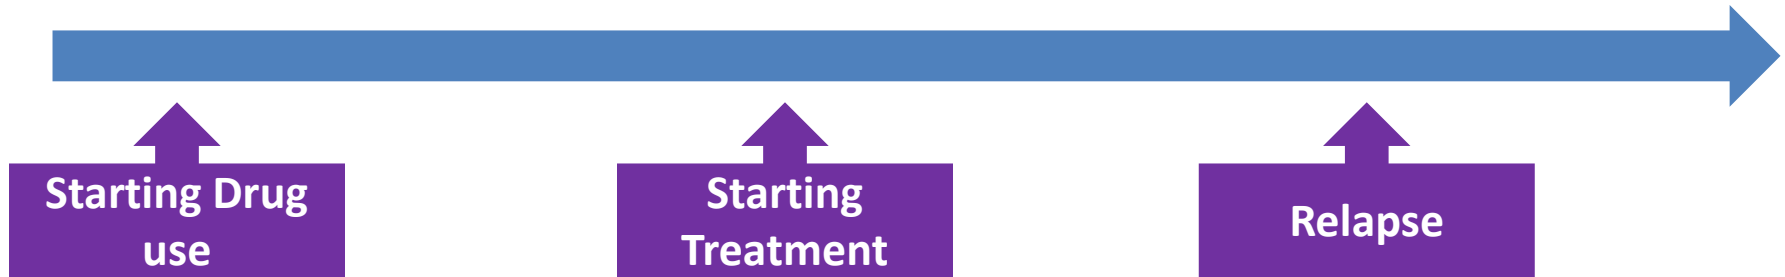 Starting Drug
use
Starting
Treatment
Relapse